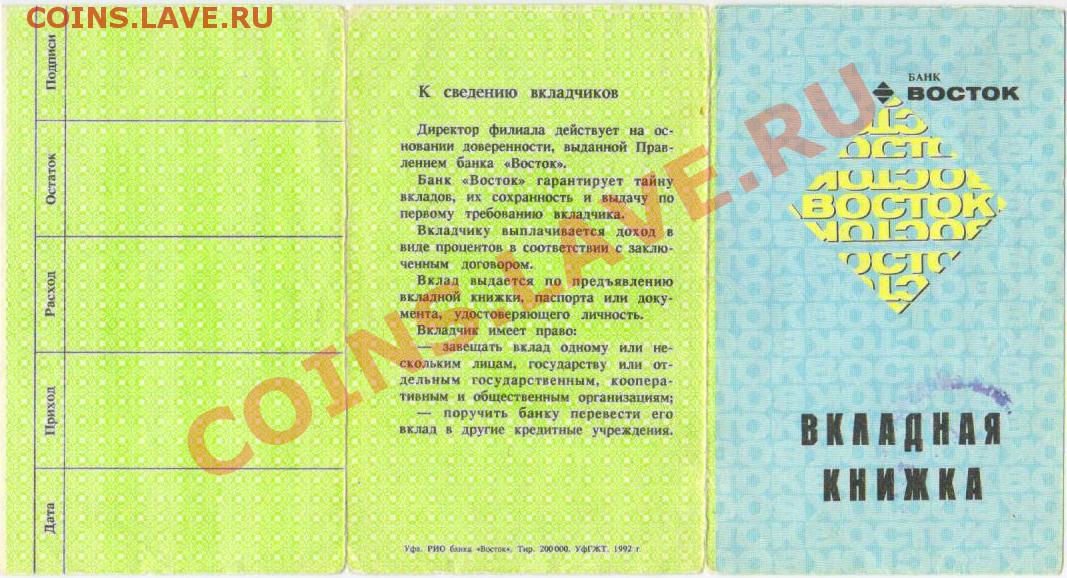 COINS.LAVE.RU
Подписи
Остаток
Расход
Приход
Дата
К сведению вкладчиков
Директор филиала действует на ос-
новании доверенности, выданной Прав-
лением банка «Восток».
Банк «Восток» гарантирует тайну
вкладов, их сохранность и выдачу по
первому требованию вкладчика.
Вкладчику выплачивается доход в
виде процентов в соответствии с заклю-
ченным договором.
Вклад выдается по предъявлению
вкладной книжки, паспорта или доку-
мента, удостоверяющего личность.
Вкладчик имеет право:
— завещать вклад одному или не-
скольким лицам, государству или от-
дельным государственным, коопера-
тивным и общественным организациям;
— поручить банку перевести его
вклад в другие кредитные учреждения.
Уфа. РИО банка «Восток». Тир. 200 000. УфГЖТ. 1992 г.
БАНК
ВОСТОК
ВОСТОК
ВКЛАДНАЯ
КНИЖКА
COINS.LAVE.RU